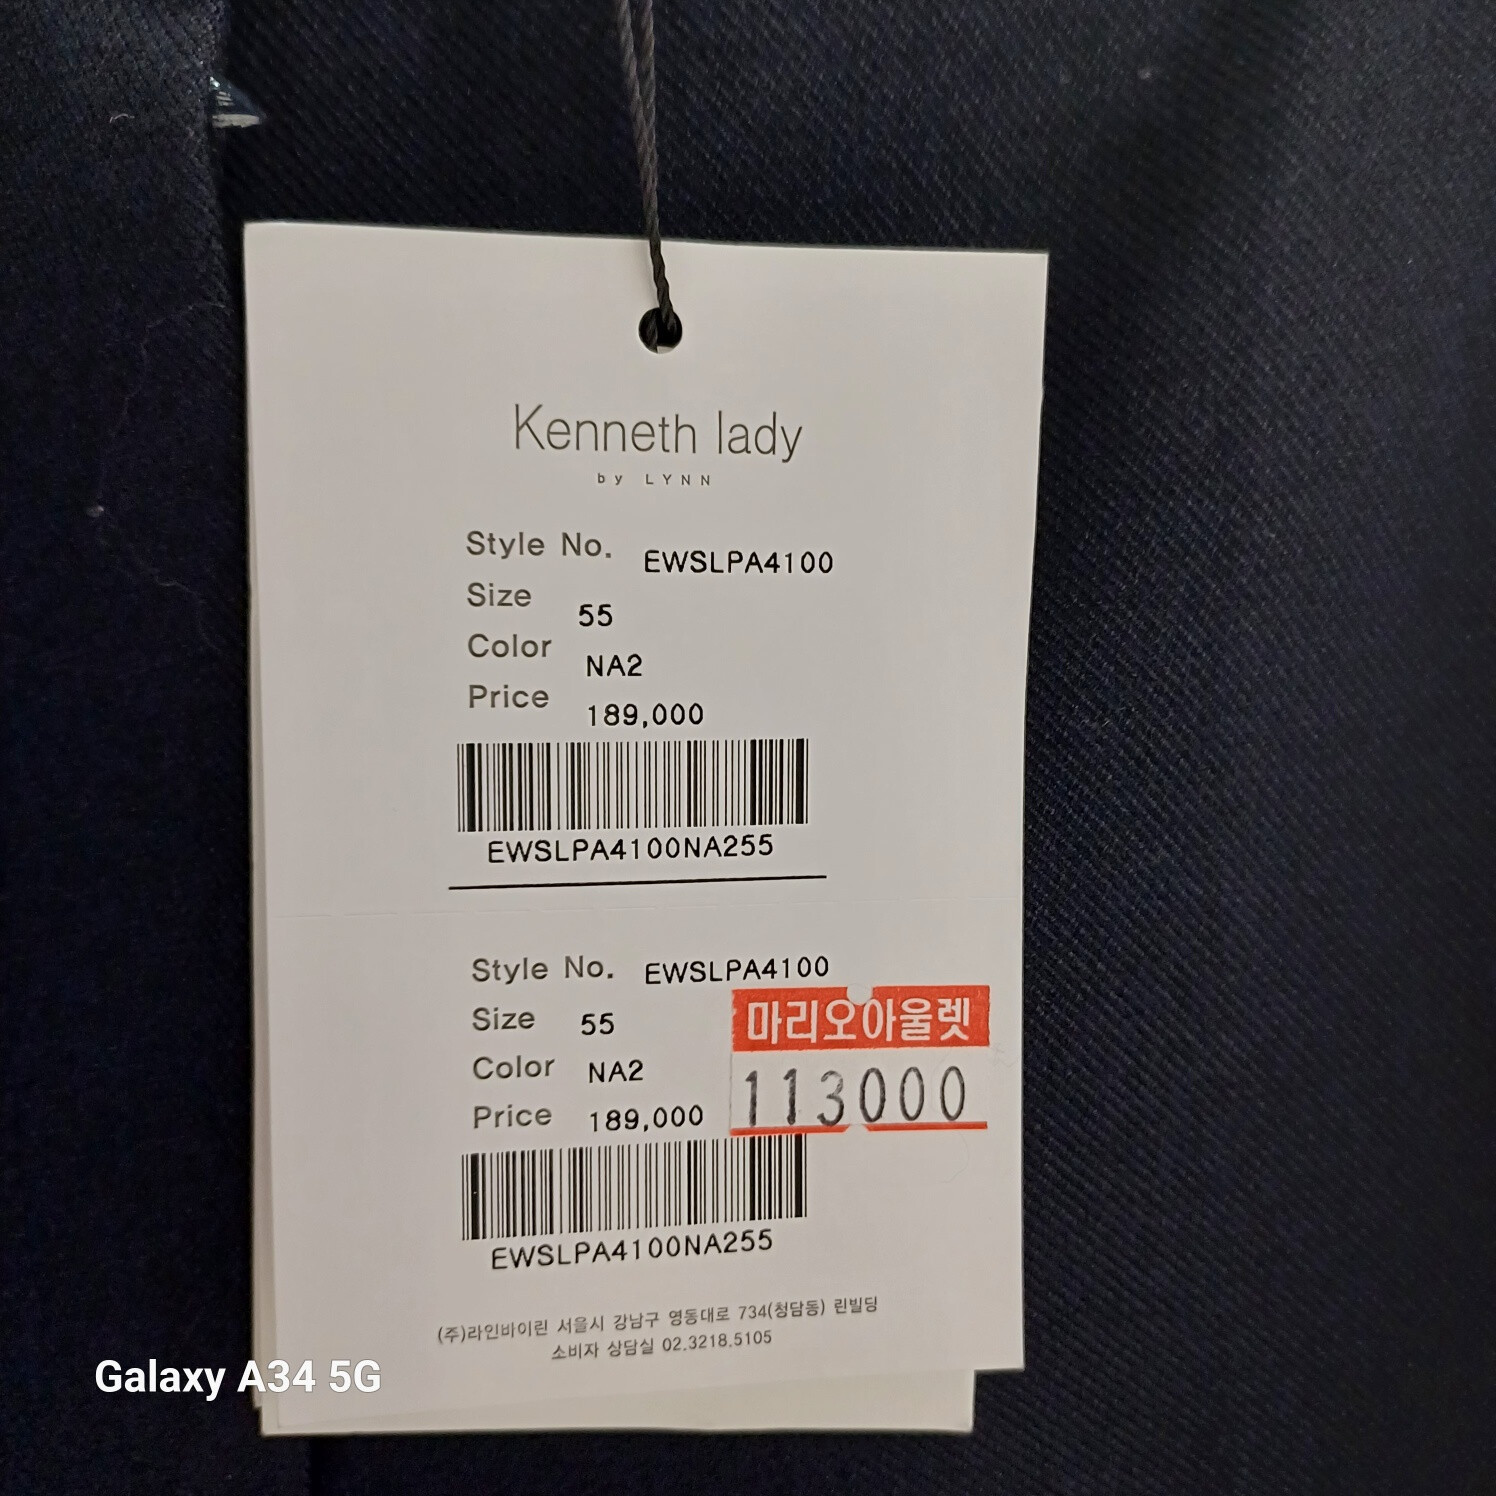 Kenneth lady
by LYNN
Style No. EWSLPA4100
Size 55
Color NA2
Price 189,000
EWSLPA4100NA255
Style No. EWSLPA4100
Size 55
Color NA2
Price 189,000
마리오아울렛
113000
EWSLPA4100NA255
(주)라인바이린 서울시 강남구 영동대로 734(청담동) 린빌딩
소비자 상담실 02.3218.5105
Galaxy A34 5G